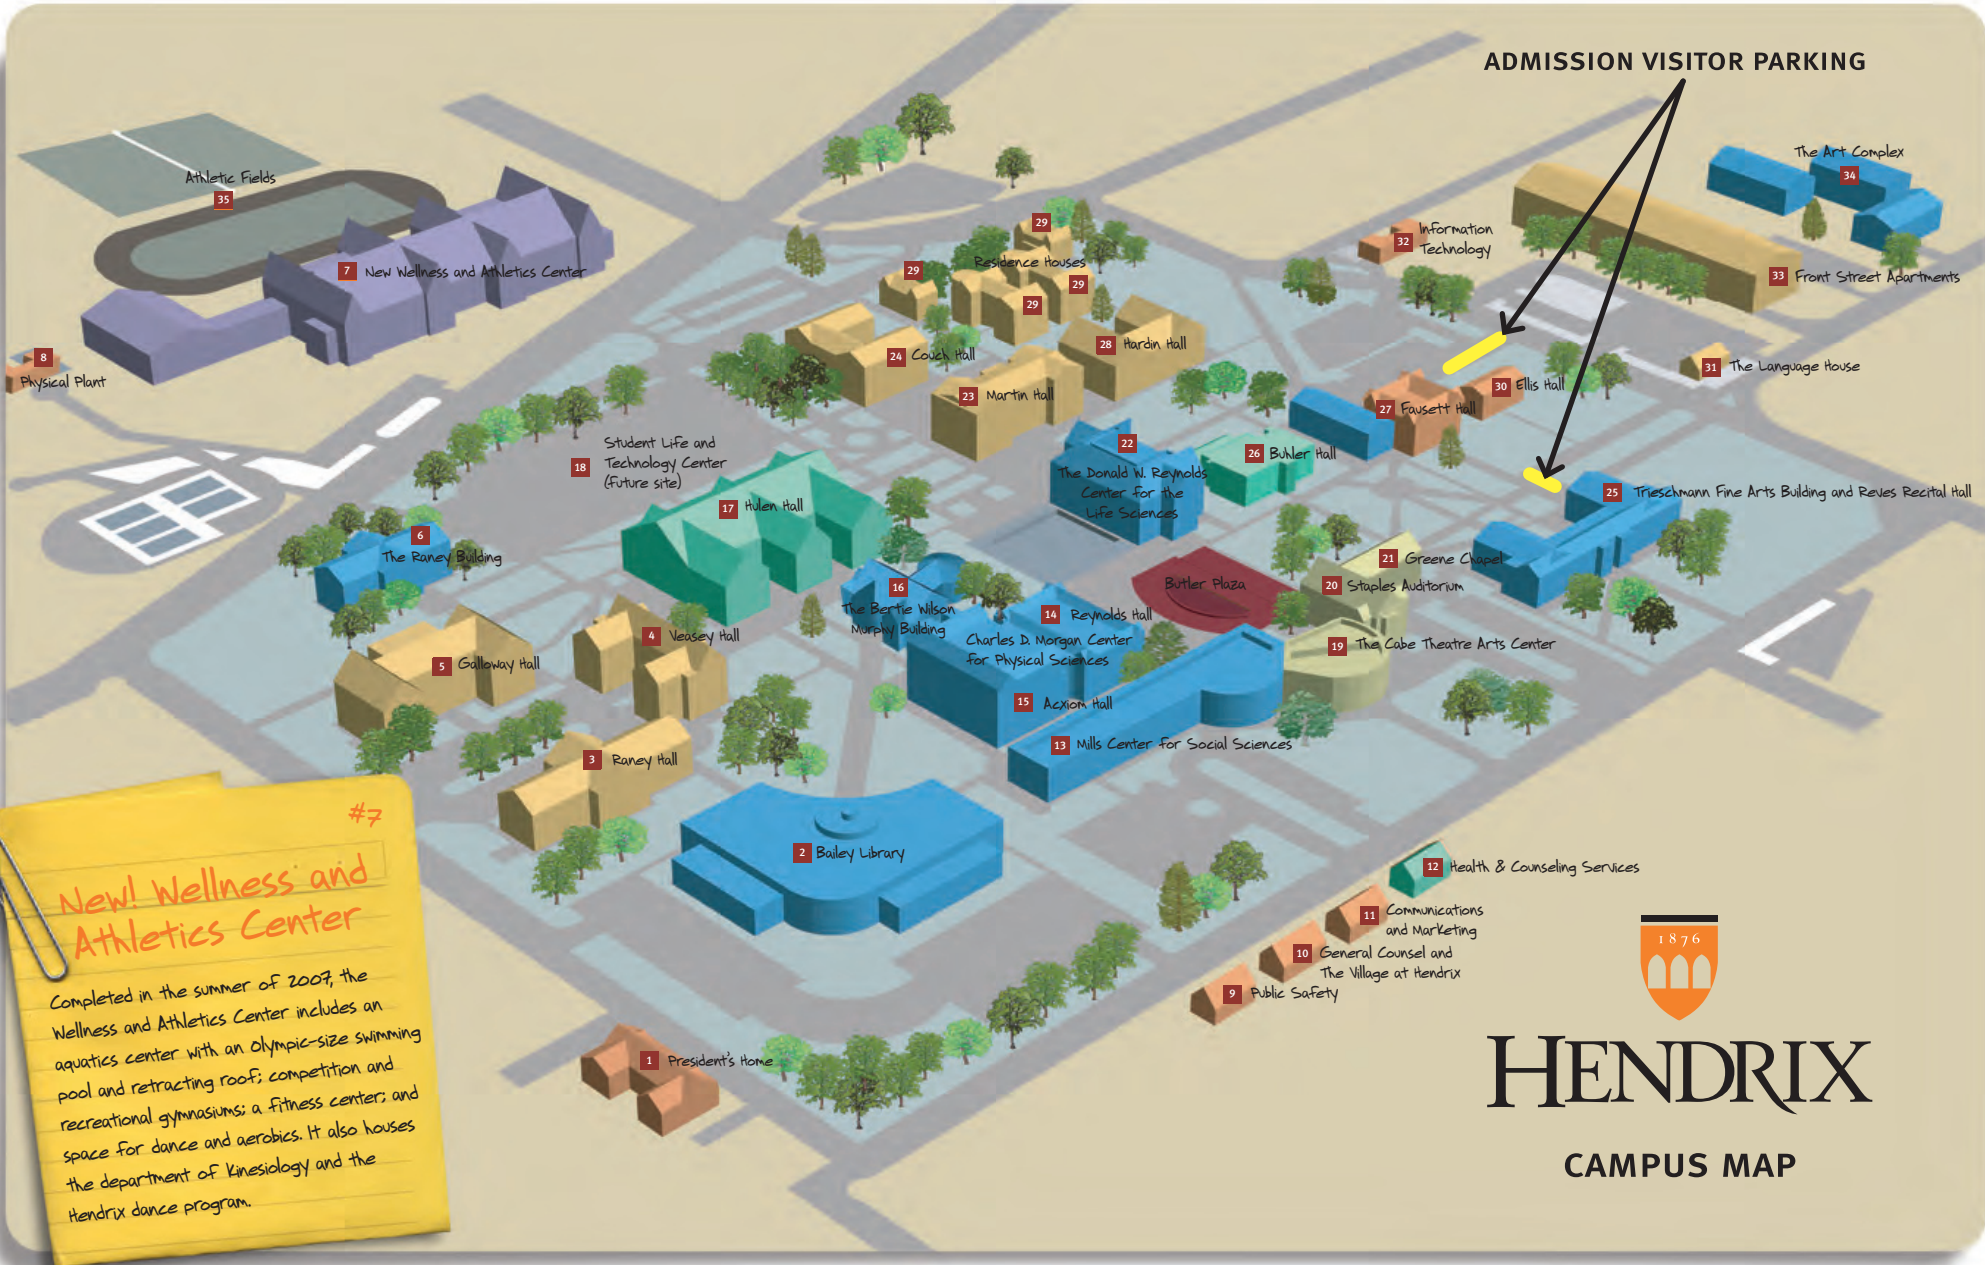 ADMISSION VISITOR PARKING
The Art Complex
34
Athletic Fields
35
29
32 Information
Technology
7 New Wellness and Athletics Center
29
Residence Houses
29
29
33 Front Street Apartments
8
Physical Plant
24 Couch Hall
28 Hardin Hall
31 The Language House
30 Ellis Hall
23 Martin Hall
27 Fausett Hall
18 Student Life and
Technology Center
(future site)
22
The Donald W. Reynolds
Center for the
Life Sciences
26 Buhler Hall
25 Trieschmann Fine Arts Building and Reves Recital Hall
17 Hulen Hall
6
The Raney Building
21 Greene Chapel
16
The Bertie Wilson
Murphy Building
Butler Plaza
20 Staples Auditorium
14 Reynolds Hall
Charles D. Morgan Center
for Physical Sciences
4 Veasey Hall
5 Galloway Hall
19 The Cabe Theatre Arts Center
15 Acxiom Hall
13 Mills Center for Social Sciences
3 Raney Hall
2 Bailey Library
12 Health & Counseling Services
11 Communications
and Marketing
10 General Counsel and
The Village at Hendrix
9 Public Safety
1 President's Home
#7
New! Wellness and
Athletics Center
Completed in the summer of 2007, the
Wellness and Athletics Center includes an
aquatics center with an olympic-size swimming
pool and retracting roof; competition and
recreational gymnasiums; a fitness center; and
space for dance and aerobics. It also houses
the department of Kinesiology and the
Hendrix dance program.
1876
HENDRIX
CAMPUS MAP